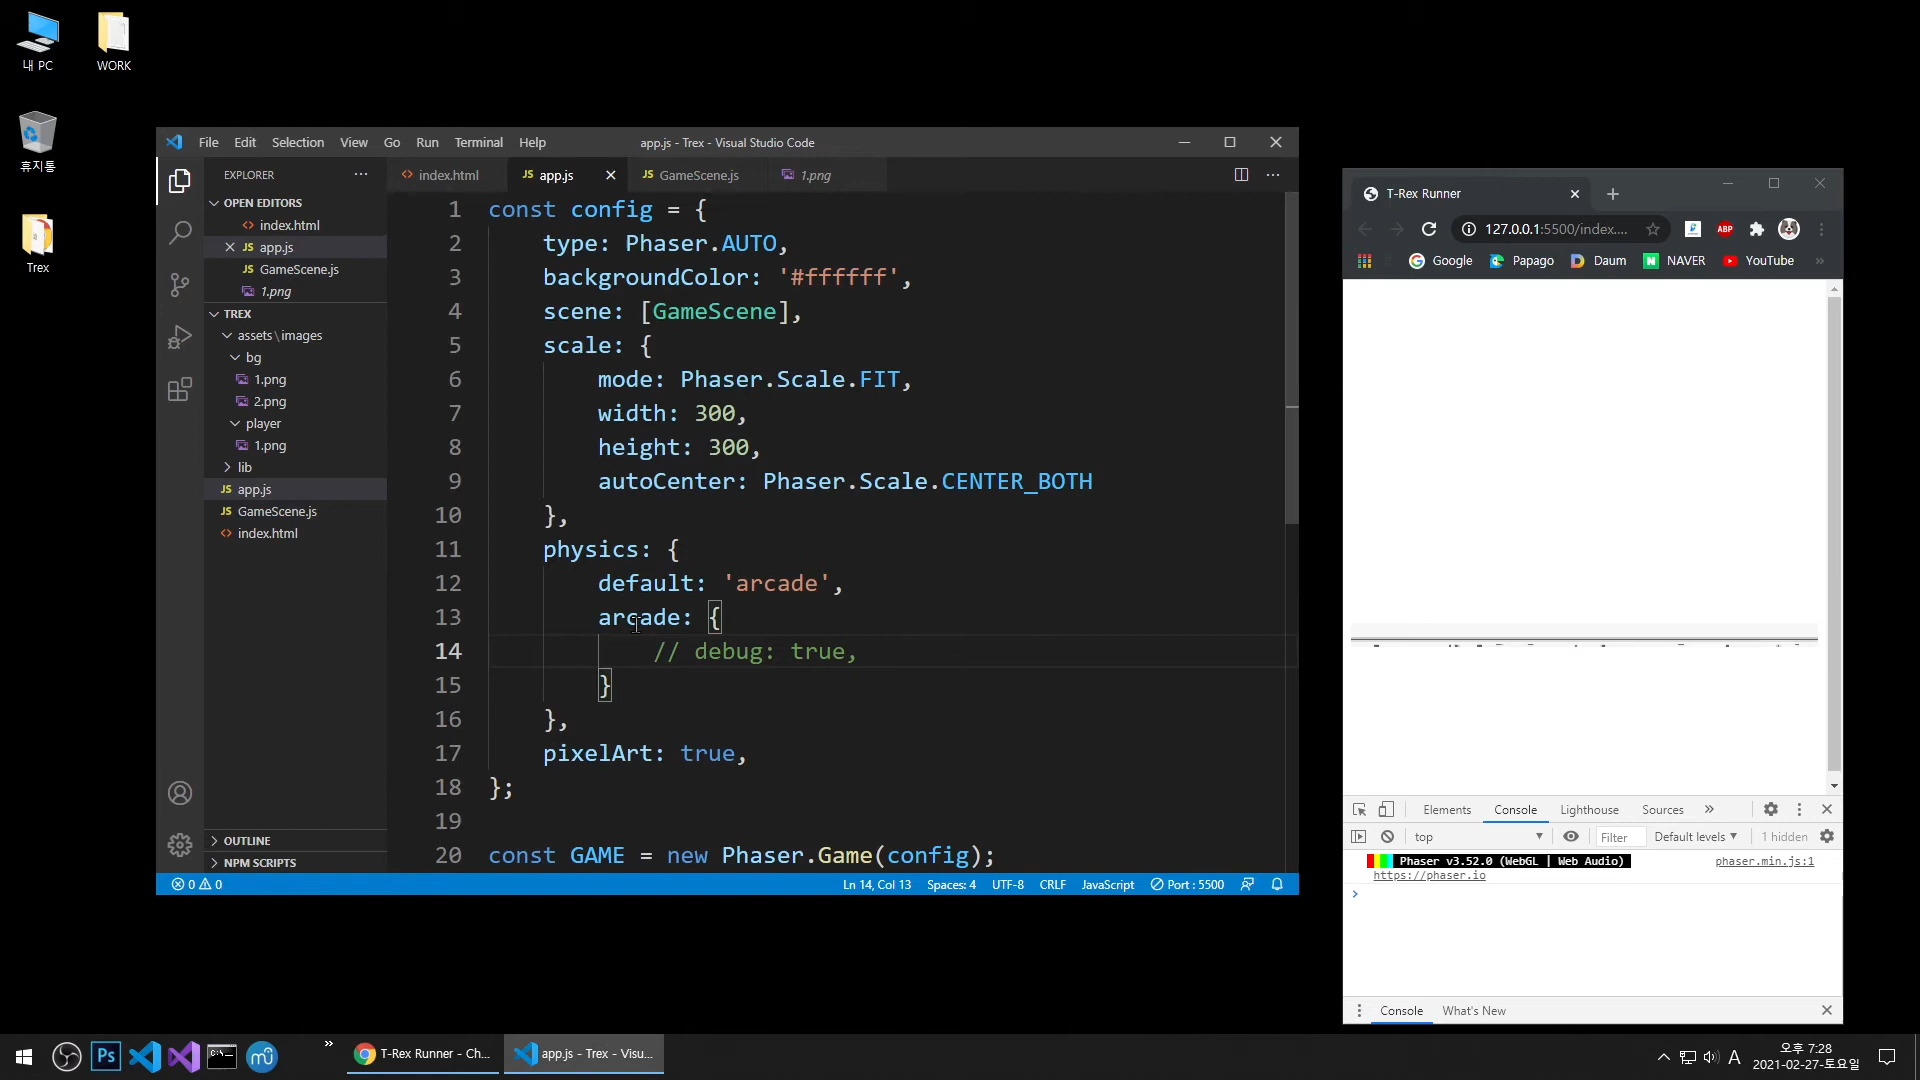 내 PC
WORK
휴지통
Trex
File Edit Selection View Go Run Terminal Help
app.js - Trex - Visual Studio Code
EXPLORER
index.html
app.js
GameScene.js
1.png
OPEN EDITORS
index.html
app.js
GameScene.js
1.png
TREX
assets\images
bg
1.png
2.png
player
1.png
lib
app.js
GameScene.js
index.html
OUTLINE
NPM SCRIPTS
1 const config = {
2 type: Phaser.AUTO,
3 backgroundColor: '#ffffff',
4 scene: [GameScene],
5 scale: {
6 mode: Phaser.Scale.FIT,
7 width: 300,
8 height: 300,
9 autoCenter: Phaser.Scale.CENTER_BOTH
10 },
11 physics: {
12 default: 'arcade',
13 arcade: {
14 // debug: true,
15 }
16 },
17 pixelArt: true,
18 };
19
20 const GAME = new Phaser.Game(config);
0 0
Ln 14, Col 13 Spaces: 4 UTF-8 CRLF JavaScript Port : 5500
T-Rex Runner
127.0.0.1:5500/index....
ABP
Google Papago Daum NAVER YouTube
Elements Console Lighthouse Sources
top Filter Default levels 1 hidden
Phaser v3.52.0 (WebGL | Web Audio) phaser.min.js:1
https://phaser.io
Console What's New
T-Rex Runner - Ch...
app.js - Trex - Visu...
A
오후 7:28
2021-02-27-토요일